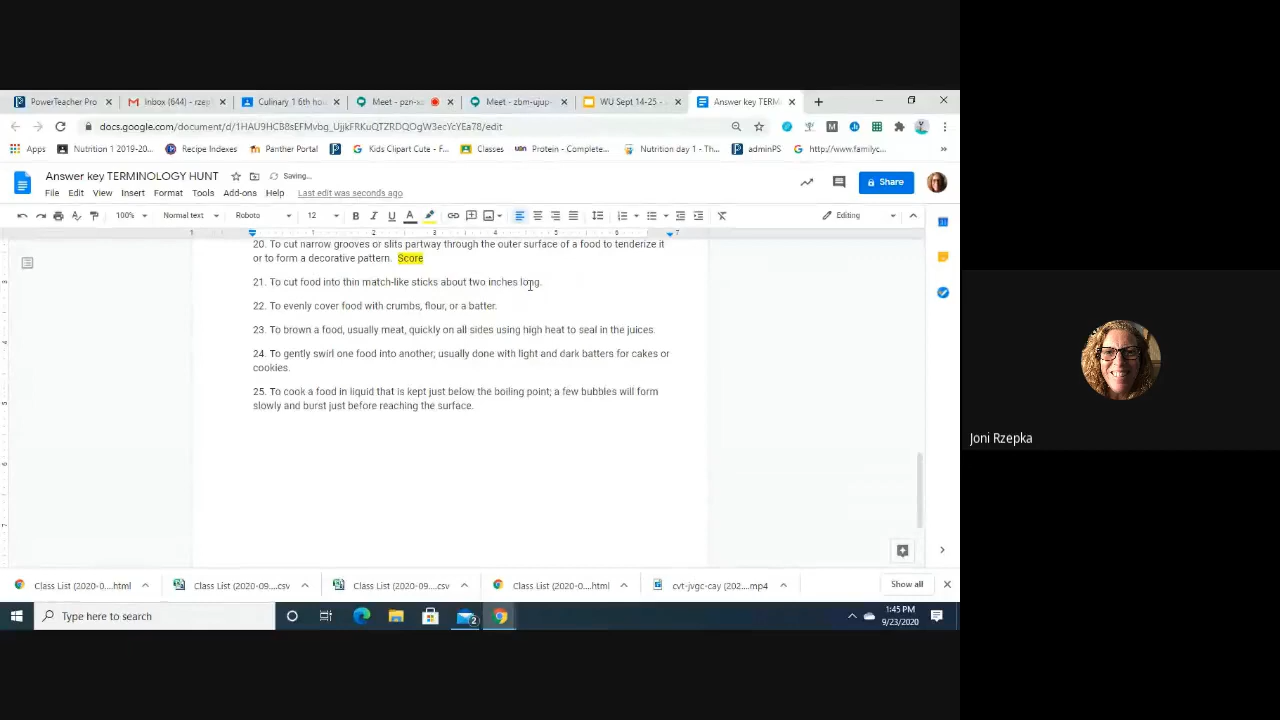 PowerTeacher Pro
Inbox (644) - rzep
Culinary 1 6th hou
Meet - pzn-xa
Meet - zbm-ujup-
WU Sept 14-25 -
Answer key TERM
docs.google.com/document/d/1HAU9HCB8sEFMvbg_UjjkFRKuQTZRDQOgW3ecYcYEa78/edit
Apps
Nutrition 1 2019-20...
Recipe Indexes
Panther Portal
Kids Clipart Cute - F...
Classes
Protein - Complete...
Nutrition day 1 - Th...
adminPS
http://www.familyc...
Answer key TERMINOLOGY HUNT
Saving...
File Edit View Insert Format Tools Add-ons Help Last edit was seconds ago
Share
100% Normal text Roboto 12 Editing
20. To cut narrow grooves or slits partway through the outer surface of a food to tenderize it
or to form a decorative pattern. Score
21. To cut food into thin match-like sticks about two inches long.
22. To evenly cover food with crumbs, flour, or a batter.
23. To brown a food, usually meat, quickly on all sides using high heat to seal in the juices.
24. To gently swirl one food into another; usually done with light and dark batters for cakes or
cookies.
25. To cook a food in liquid that is kept just below the boiling point; a few bubbles will form
slowly and burst just before reaching the surface.
Joni Rzepka
Class List (2020-0....html
Class List (2020-09....csv
Class List (2020-09....csv
Class List (2020-0....html
cvt-jvgc-cay (202....mp4
Show all
Type here to search
2
1:45 PM
9/23/2020